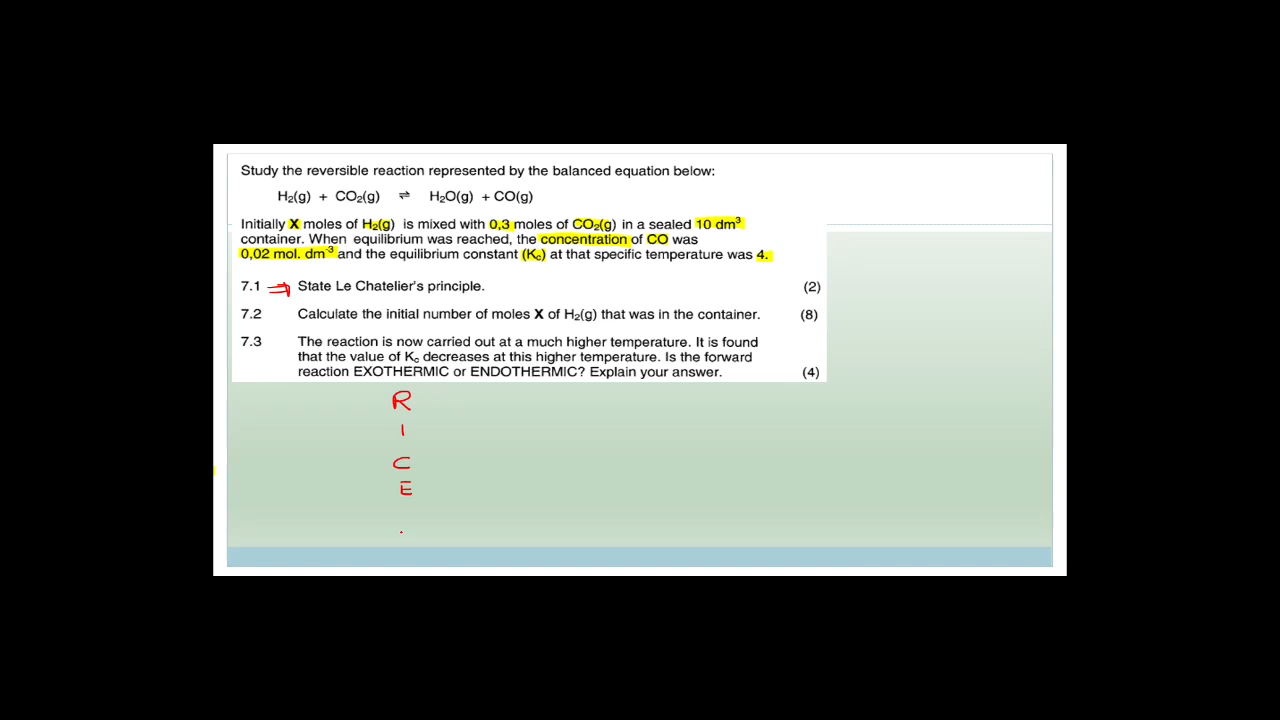 Study the reversible reaction represented by the balanced equation below:
H₂(g) + CO₂(g) ⇌ H₂O(g) + CO(g)
Initially X moles of H₂(g) is mixed with 0,3 moles of CO₂(g) in a sealed 10 dm³
container. When equilibrium was reached, the concentration of CO was
0,02 mol. dm⁻³ and the equilibrium constant (Kc) at that specific temperature was 4.
7.1 State Le Chatelier's principle. (2)
7.2 Calculate the initial number of moles X of H₂(g) that was in the container. (8)
7.3 The reaction is now carried out at a much higher temperature. It is found
that the value of Kc decreases at this higher temperature. Is the forward
reaction EXOTHERMIC or ENDOTHERMIC? Explain your answer. (4)
R
I
C
E